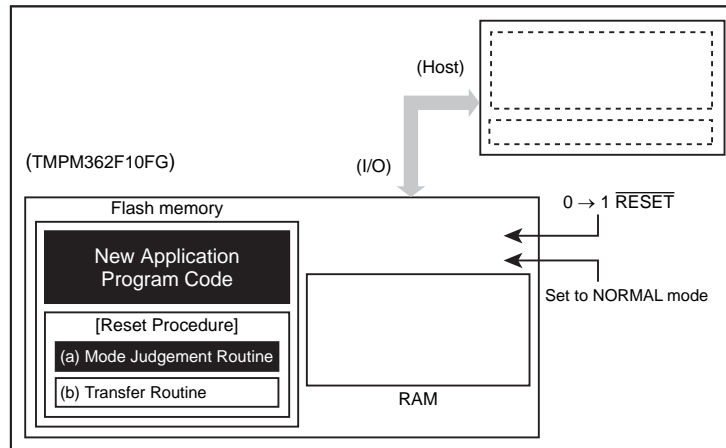 (Host)
(TMPM362F10FG)
(I/O)
Flash memory
0 → 1 RESET
New Application
Program Code
Set to NORMAL mode
[Reset Procedure]
(a) Mode Judgement Routine
(b) Transfer Routine
RAM